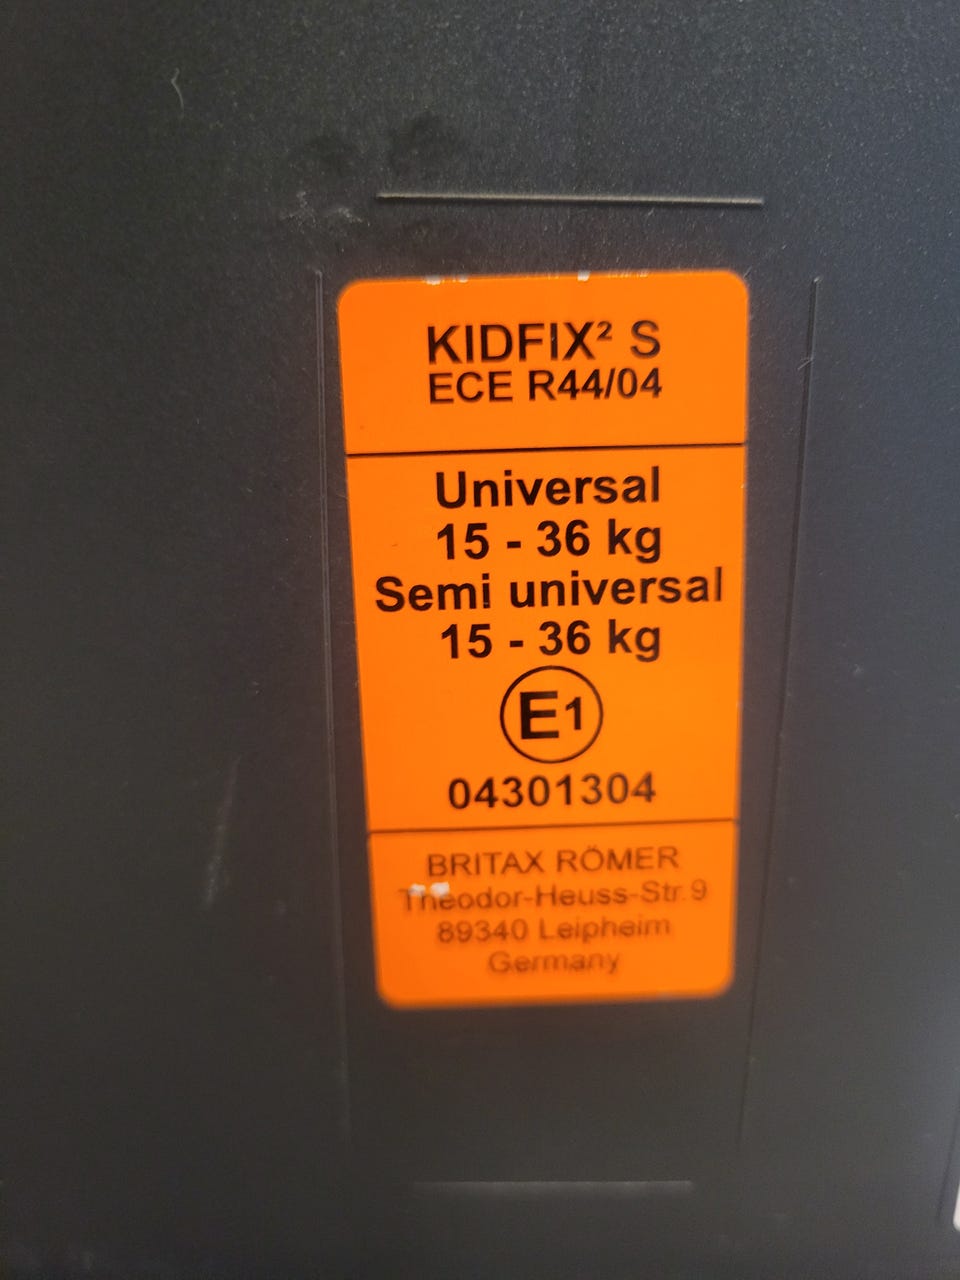 KIDFIX² S
ECE R44/04
Universal
15 - 36 kg
Semi universal
15 - 36 kg
E1
04301304
BRITAX RÖMER
Theodor-Heuss-Str. 9
89340 Leipheim
Germany